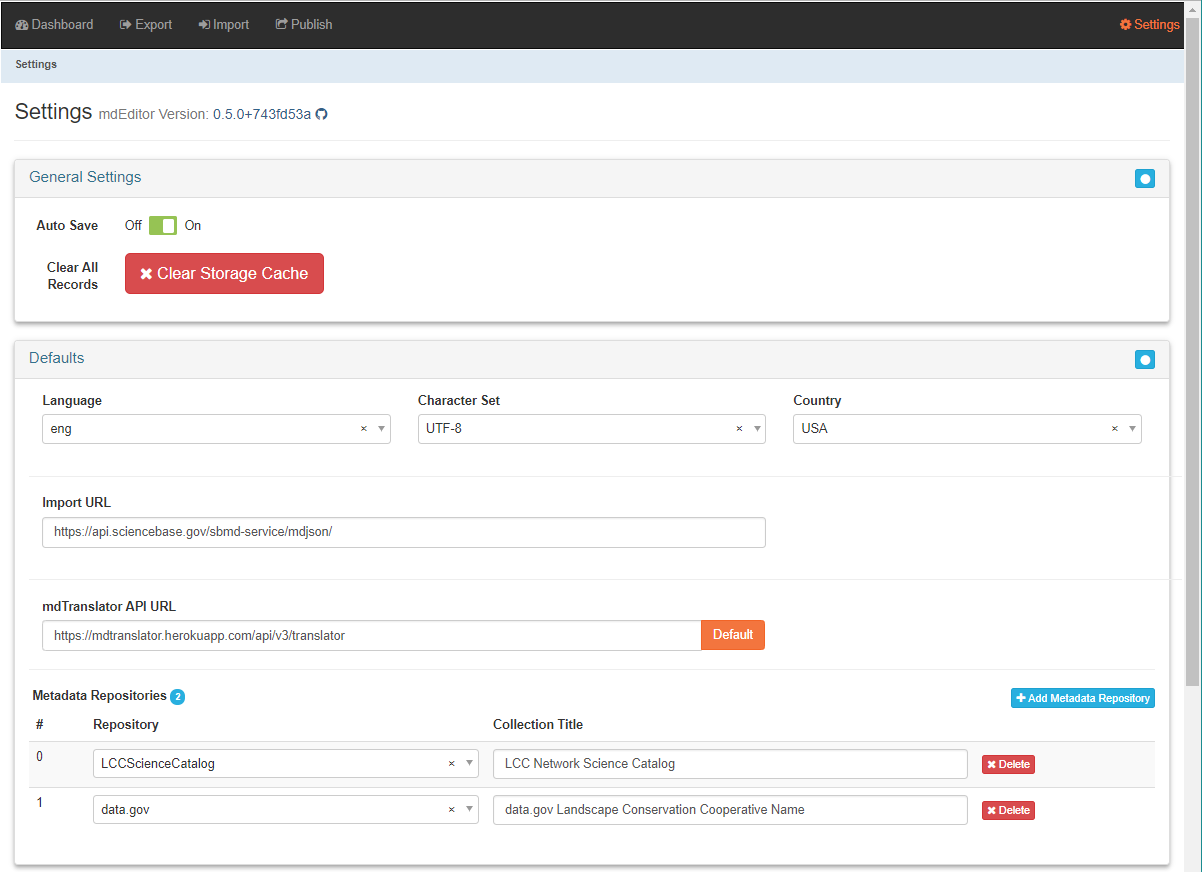 Dashboard Export Import Publish Settings
Settings
Settings mdEditor Version: 0.5.0+743fd53a
General Settings
Auto Save Off On
Clear All
Records
Clear Storage Cache
Defaults
Language Character Set Country
eng × UTF-8 × USA ×
Import URL
https://api.sciencebase.gov/sbmd-service/mdjson/
mdTranslator API URL
https://mdtranslator.herokuapp.com/api/v3/translator Default
Metadata Repositories 2 Add Metadata Repository
# Repository Collection Title
0 LCCScienceCatalog × LCC Network Science Catalog Delete
1 data.gov × data.gov Landscape Conservation Cooperative Name Delete